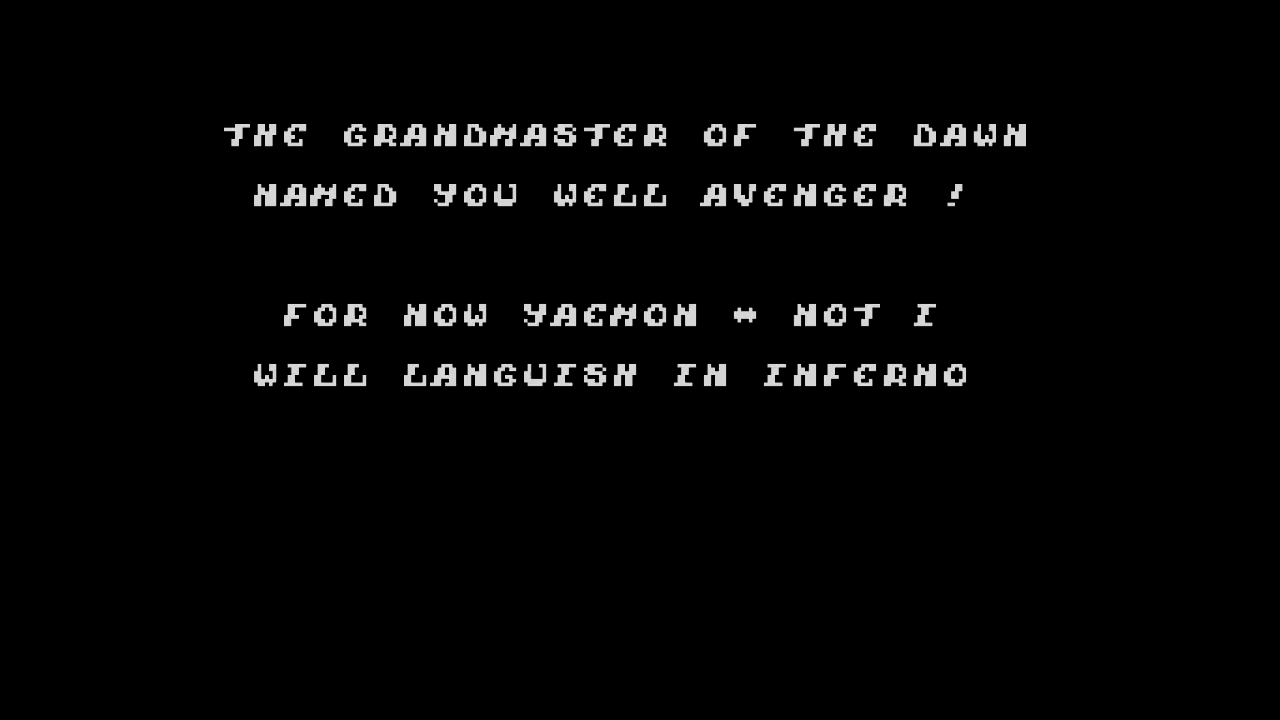 THE GRANDMASTER OF THE DAWN
NAMED YOU WELL AVENGER !
FOR NOW YAEMON ↔ NOT I
WILL LANGUISH IN INFERNO